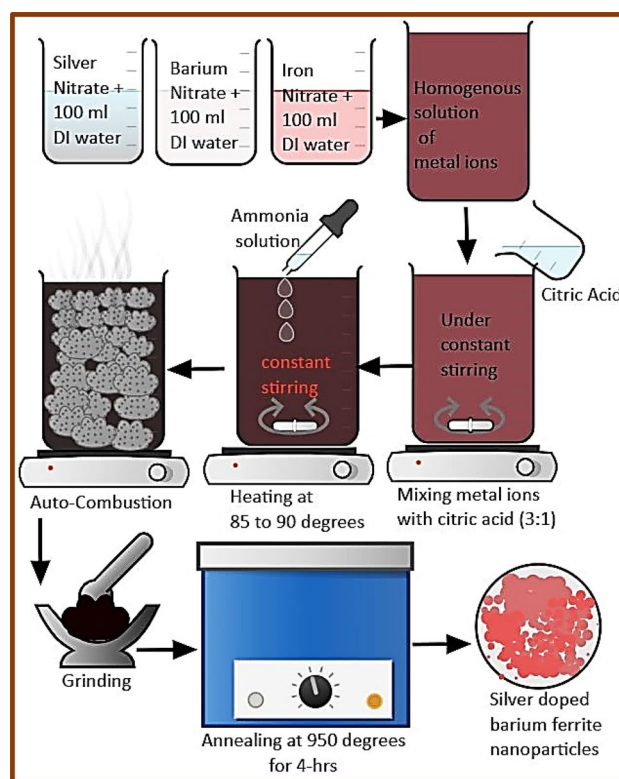 Silver
Nitrate +
100 ml
DI water
Barium
Nitrate +
100 ml
DI water
Iron
Nitrate +
100 ml
DI water
Homogenous
solution
of
metal ions
Citric Acid
Under
constant
stirring
Mixing metal ions
with citric acid (3:1)
Ammonia
solution
constant
stirring
Heating at
85 to 90 degrees
Auto-Combustion
Grinding
Annealing at 950 degrees
for 4-hrs
Silver doped
barium ferrite
nanoparticles